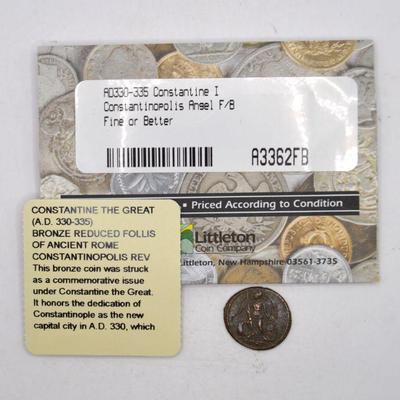 AD330-335 Constantine I
Constantinopolis Angel F/B
Fine or Better
A3362FB
• Priced According to Condition
Littleton
Coin Company
Littleton, New Hampshire 03561-3735
CONSTANTINE THE GREAT
(A.D. 330-335)
BRONZE REDUCED FOLLIS
OF ANCIENT ROME
CONSTANTINOPOLIS REV
This bronze coin was struck
as a commemorative issue
under Constantine the Great.
It honors the dedication of
Constantinople as the new
capital city in A.D. 330, which